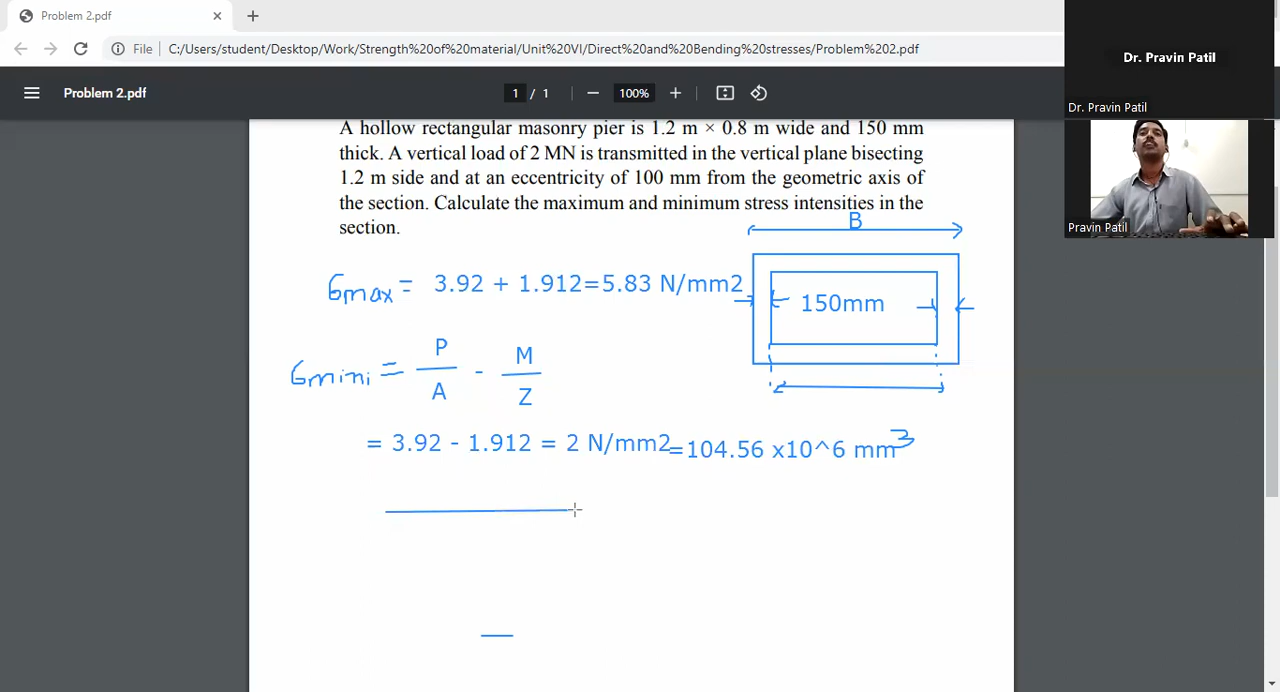 Problem 2.pdf
File
C:/Users/student/Desktop/Work/Strength%20of%20material/Unit%20VI/Direct%20and%20Bending%20stresses/Problem%202.pdf
Problem 2.pdf
1 / 1
100%
Dr. Pravin Patil
Dr. Pravin Patil
Pravin Patil
A hollow rectangular masonry pier is 1.2 m × 0.8 m wide and 150 mm
thick. A vertical load of 2 MN is transmitted in the vertical plane bisecting
1.2 m side and at an eccentricity of 100 mm from the geometric axis of
the section. Calculate the maximum and minimum stress intensities in the
section.
B
6max = 3.92 + 1.912=5.83 N/mm2
150mm
6mini = P/A - M/Z
= 3.92 - 1.912 = 2 N/mm2
=104.56 x10^6 mm3